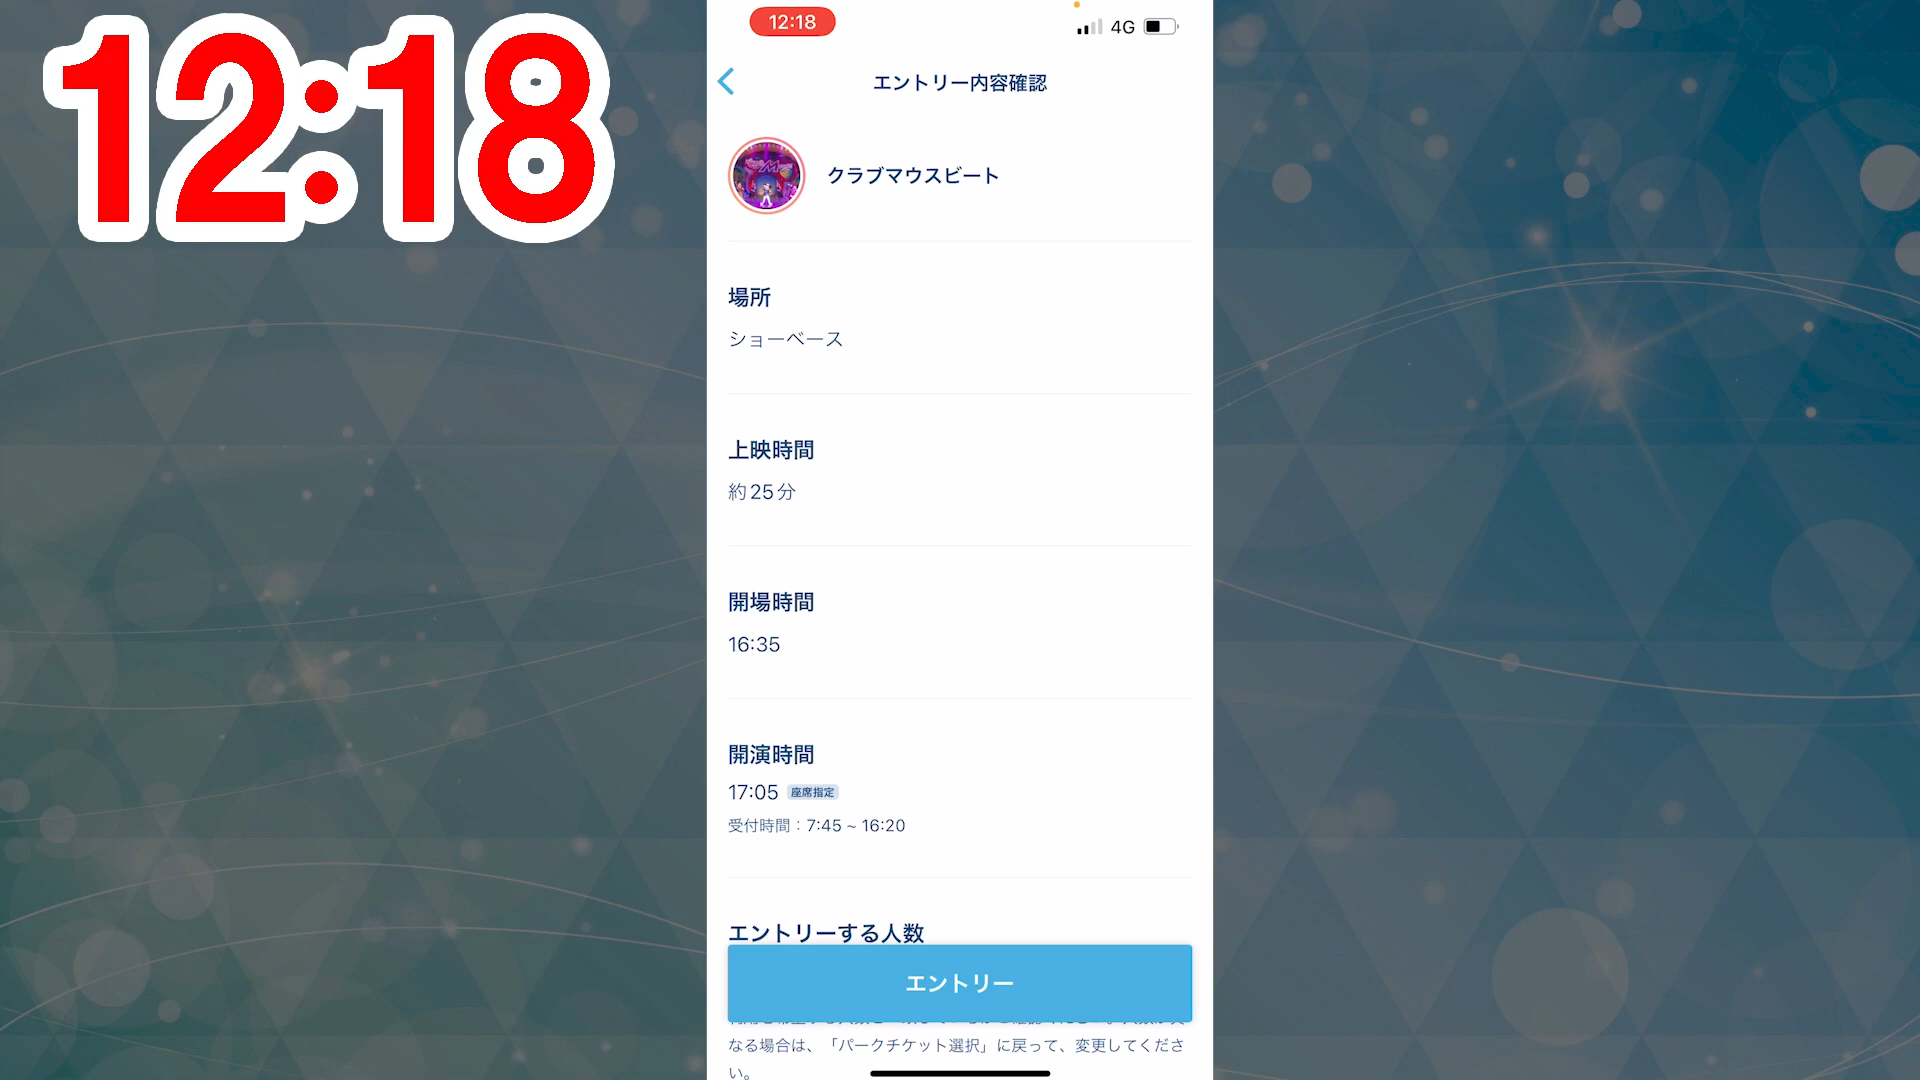 12:18
12:18
4G
エントリー内容確認
クラブマウスビート
場所
ショーベース
上映時間
約25分
開場時間
16:35
開演時間
17:05 座席指定
受付時間：7:45 ~ 16:20
エントリーする人数
エントリー
なる場合は、「パークチケット選択」に戻って、変更してくださ
い。